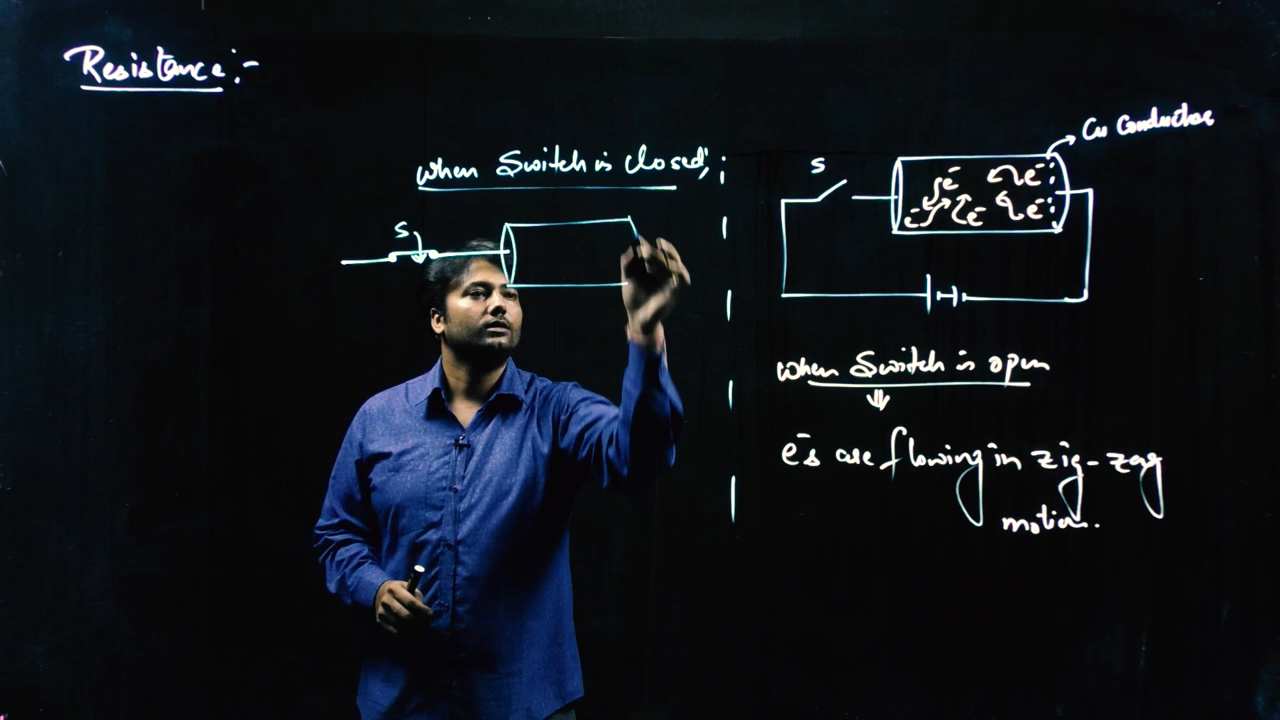 Resistance:-
when Switch is closed;
S
S
Cu Conductor
e⁻ e⁻
e⁻ e⁻ e⁻
when Switch is open
⇓
e⁻s are flowing in zig-zag
motion.